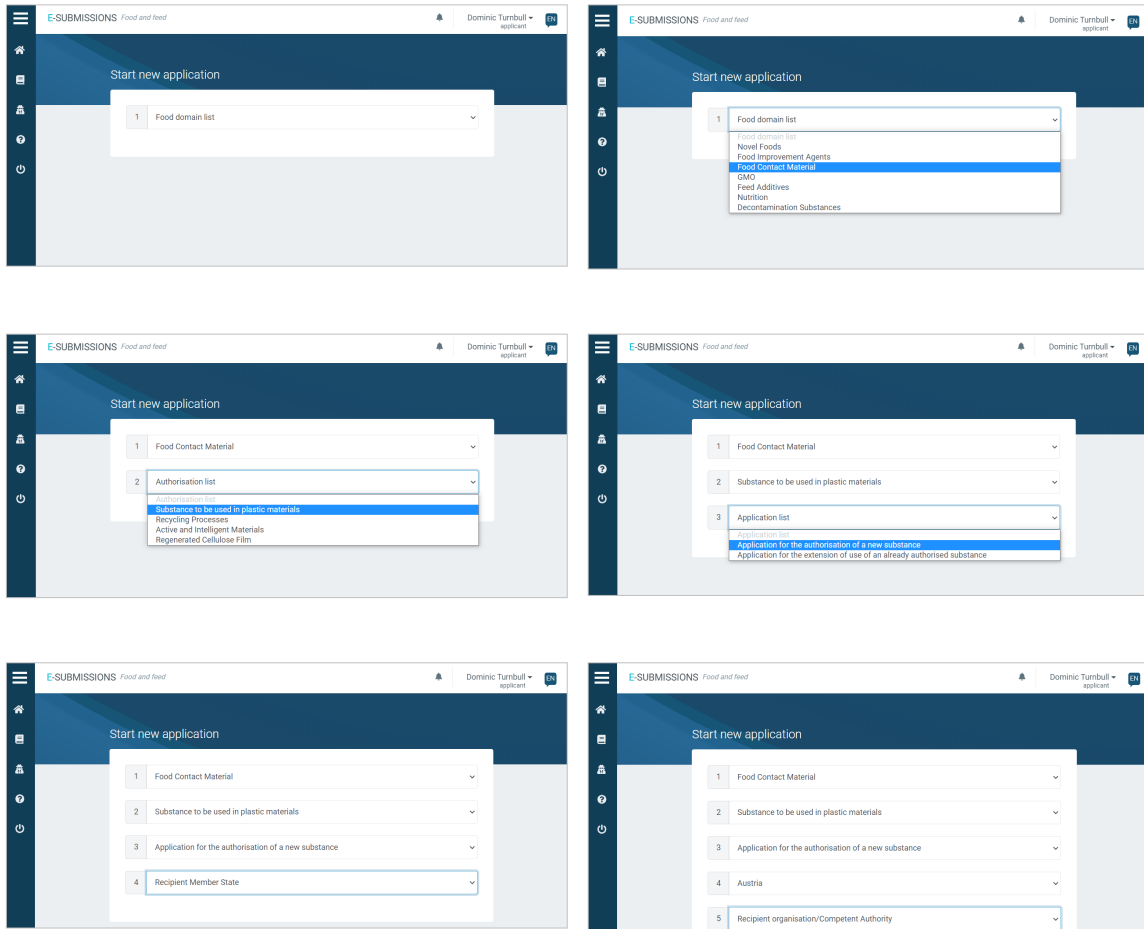 E-SUBMISSIONS Food and feed
Dominic Turnbull
applicant
EN
Start new application
1 Food domain list
E-SUBMISSIONS Food and feed
Dominic Turnbull
applicant
EN
Start new application
1 Food domain list
Food domain list
Novel Foods
Food Improvement Agents
Food Contact Material
GMO
Feed Additives
Nutrition
Decontamination Substances
E-SUBMISSIONS Food and feed
Dominic Turnbull
applicant
EN
Start new application
1 Food Contact Material
2 Authorisation list
Authorisation list
Substance to be used in plastic materials
Recycling Processes
Active and Intelligent Materials
Regenerated Cellulose Film
E-SUBMISSIONS Food and feed
Dominic Turnbull
applicant
EN
Start new application
1 Food Contact Material
2 Substance to be used in plastic materials
3 Application list
Application list
Application for the authorisation of a new substance
Application for the extension of use of an already authorised substance
E-SUBMISSIONS Food and feed
Dominic Turnbull
applicant
EN
Start new application
1 Food Contact Material
2 Substance to be used in plastic materials
3 Application for the authorisation of a new substance
4 Recipient Member State
E-SUBMISSIONS Food and feed
Dominic Turnbull
applicant
EN
Start new application
1 Food Contact Material
2 Substance to be used in plastic materials
3 Application for the authorisation of a new substance
4 Austria
5 Recipient organisation/Competent Authority